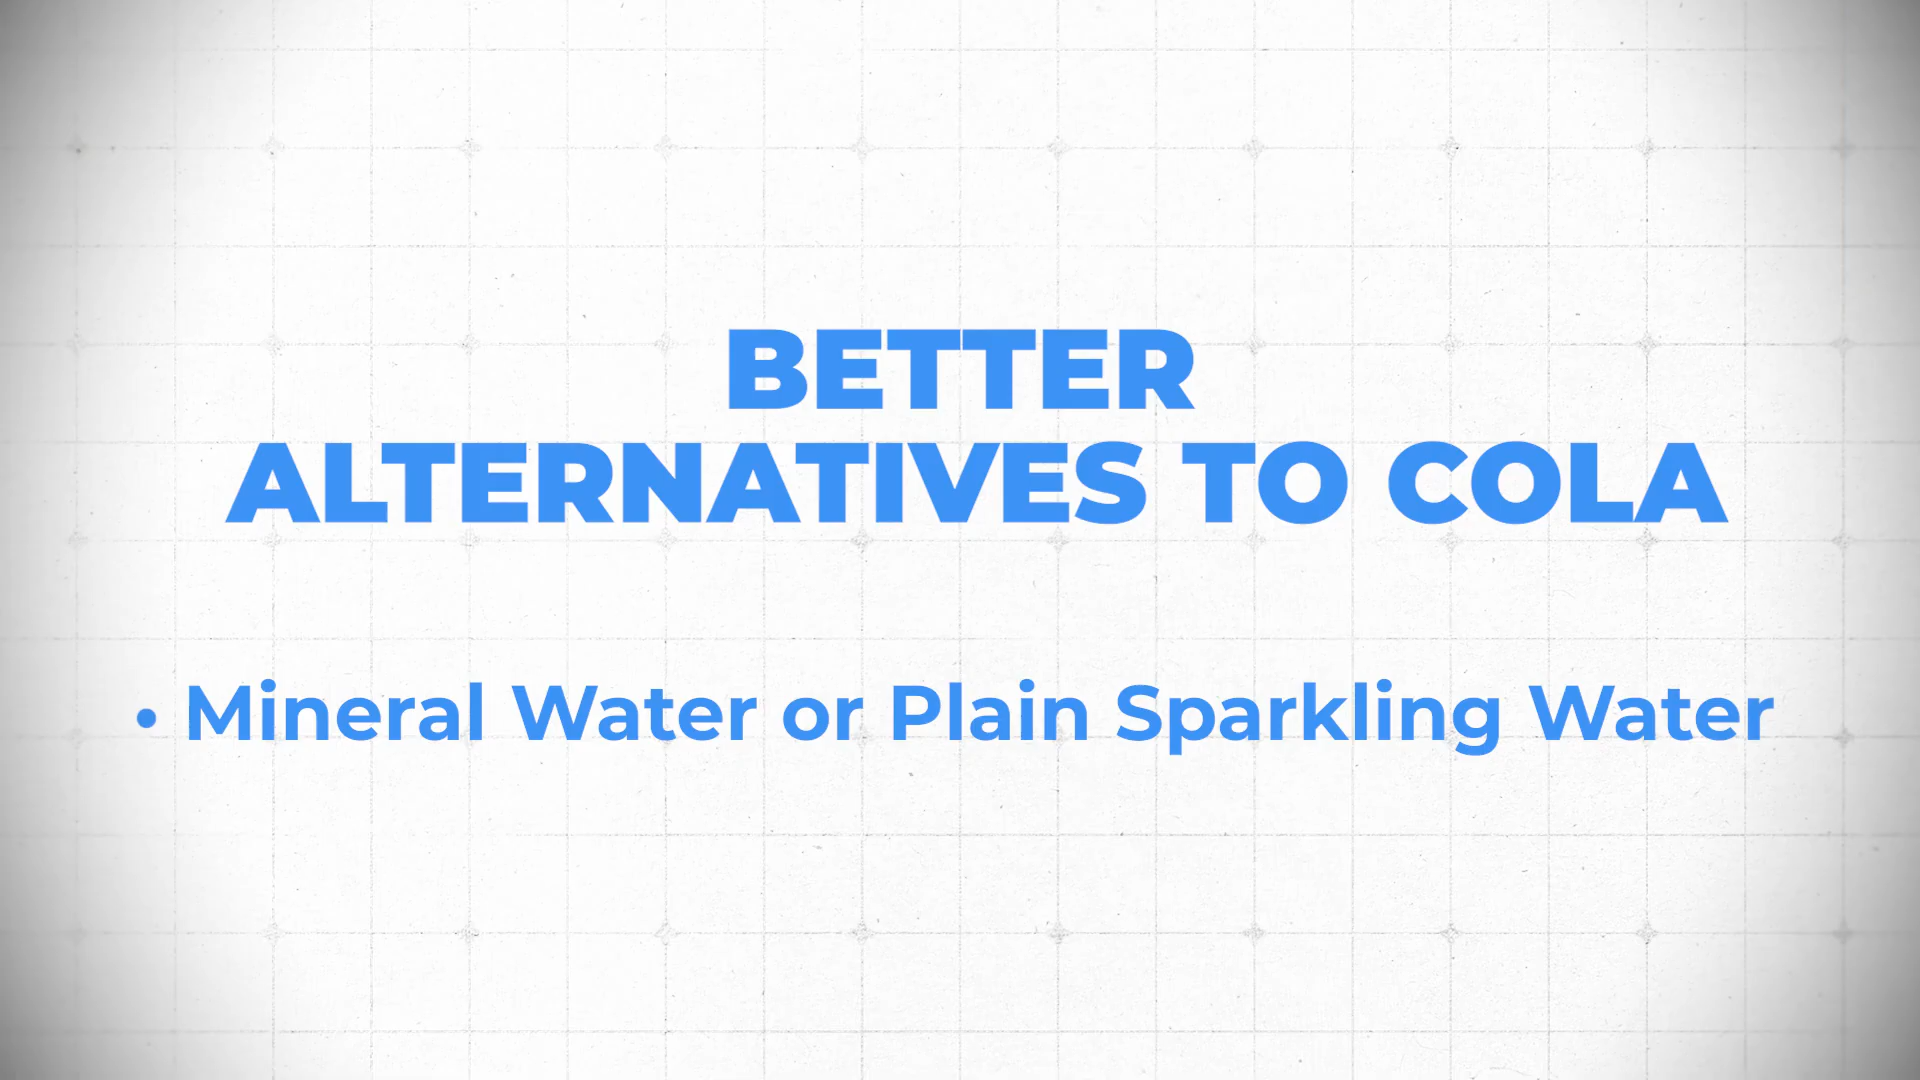 BETTER
ALTERNATIVES TO COLA
• Mineral Water or Plain Sparkling Water